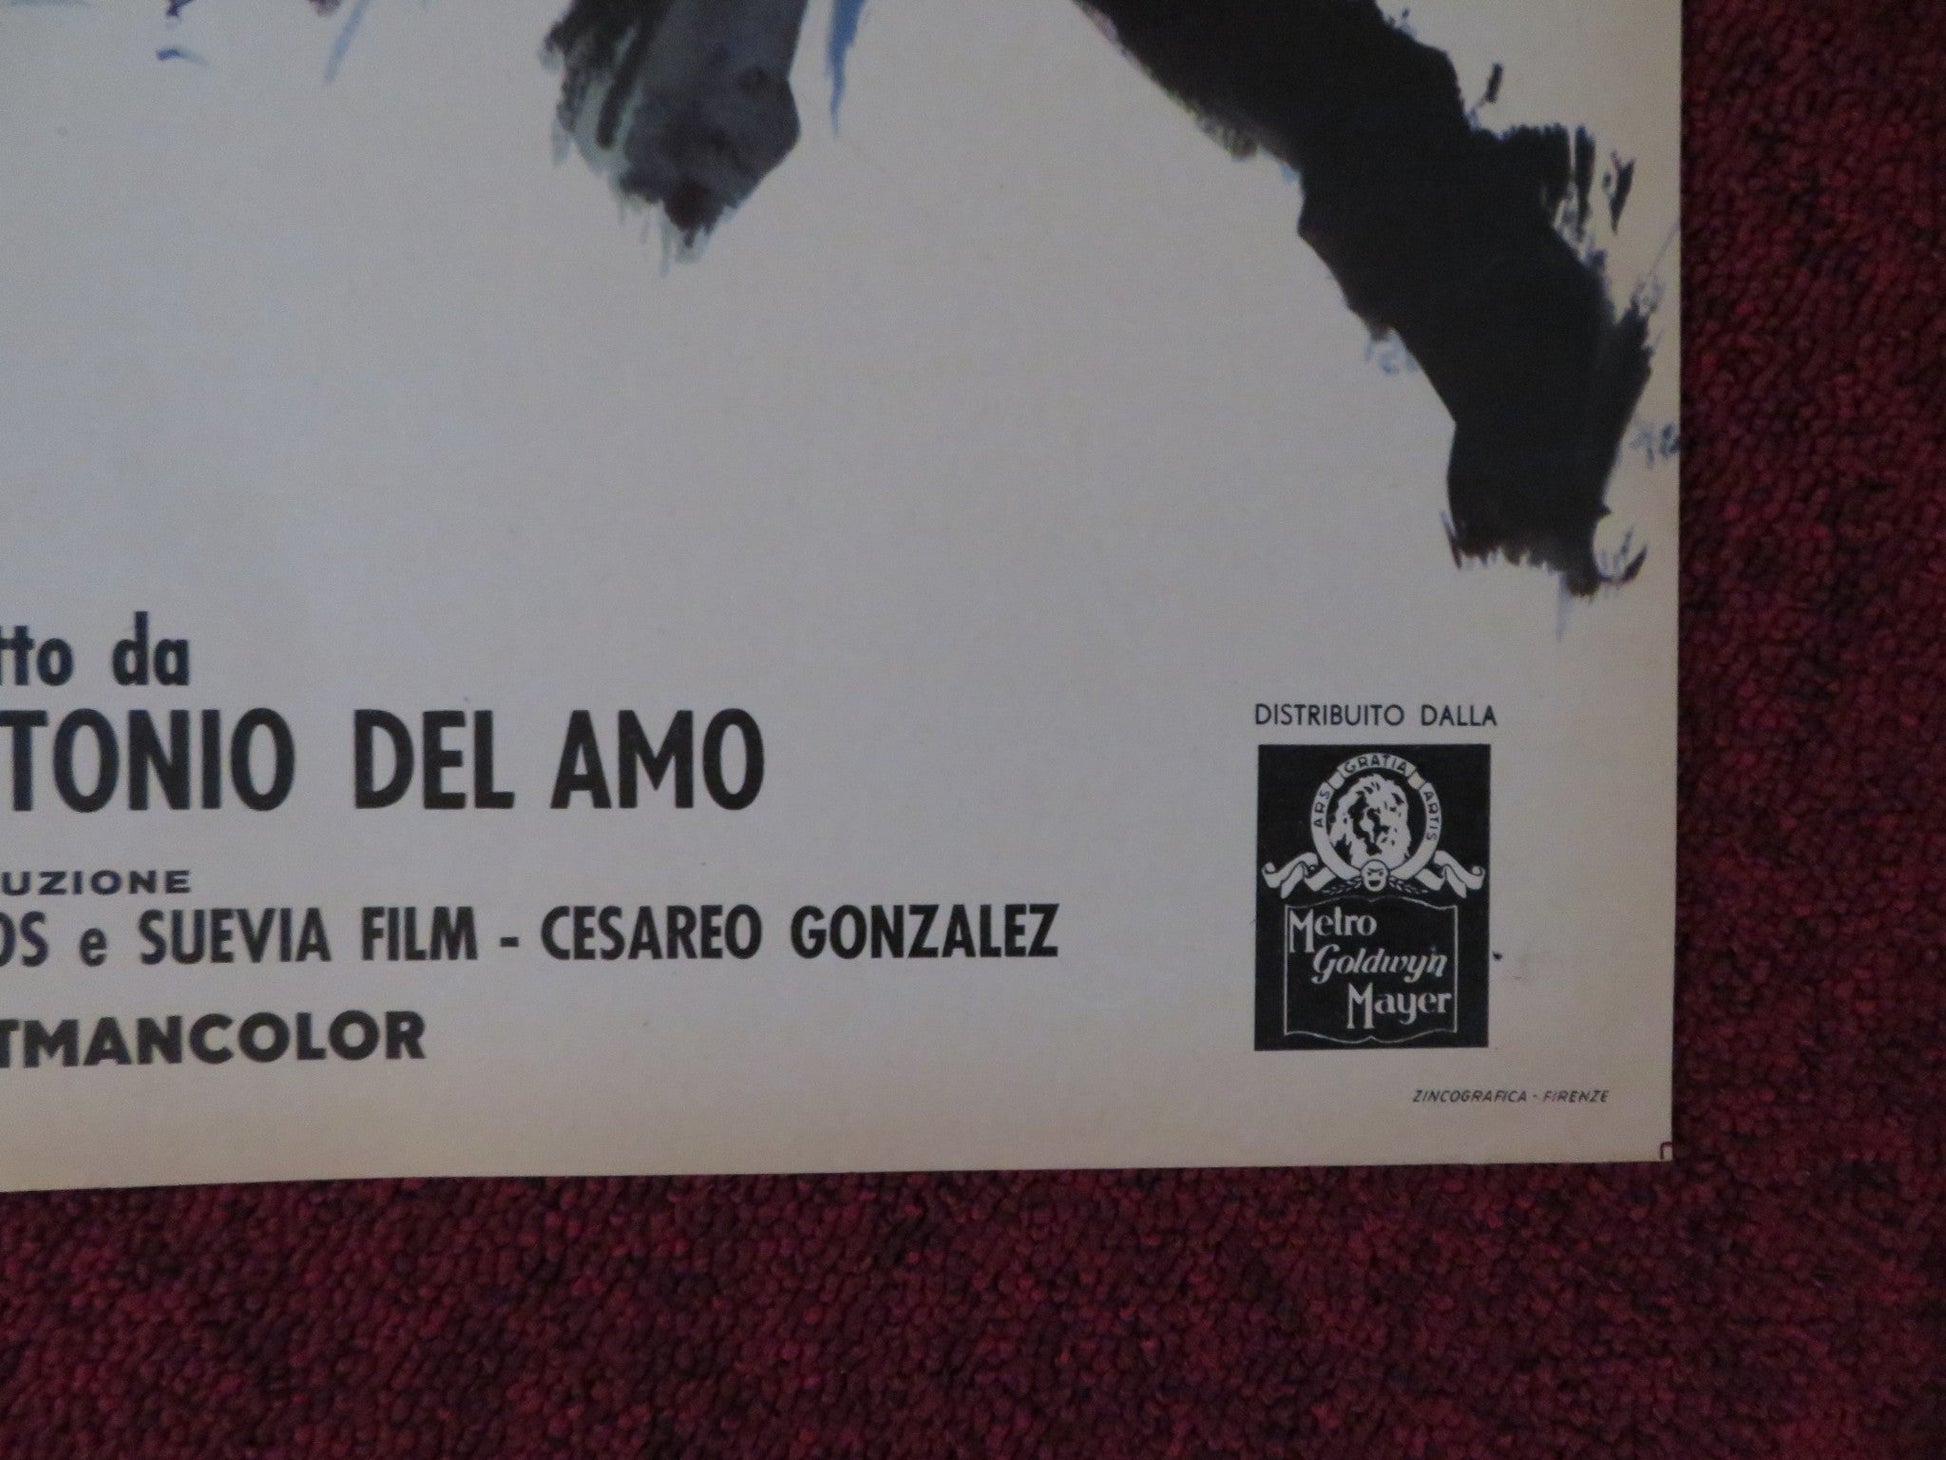 tto da
TONIO DEL AMO
UZIONE
OS e SUEVIA FILM - CESAREO GONZALEZ
TMANCOLOR
DISTRIBUITO DALLA
ARS GRATIA ARTIS
Metro
Goldwyn
Mayer
ZINCOGRAFICA - FIRENZE